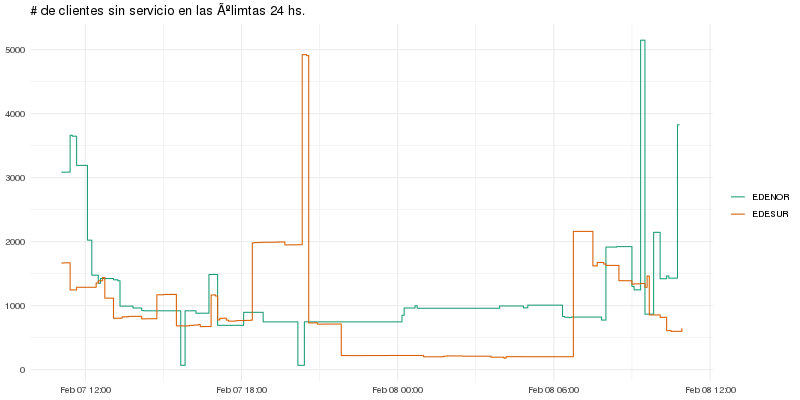 # de clientes sin servicio en las Ãºlimtas 24 hs.
5000
4000
3000
2000
1000
0
Feb 07 12:00
Feb 07 18:00
Feb 08 00:00
Feb 08 06:00
Feb 08 12:00
EDENOR
EDESUR